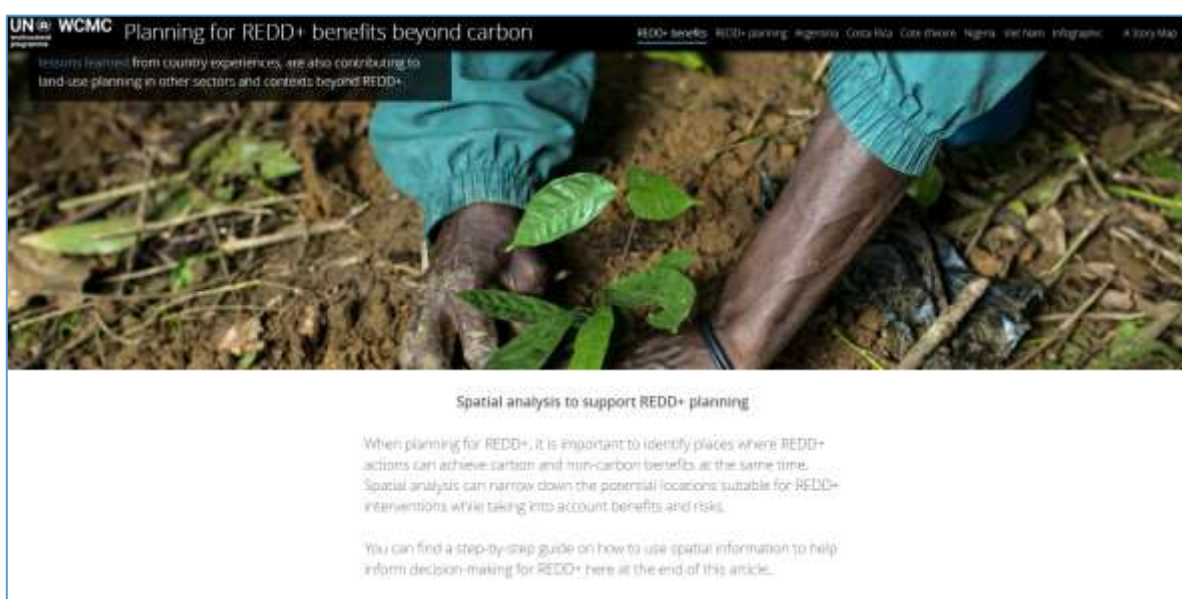 UN WCMC Planning for REDD+ benefits beyond carbon
REDD+ benefits REDD+ planning Argentina Costa Rica Cote d'Ivoire Nigeria Viet Nam Infographic A Story Map
environment
programme
lessons learned from country experiences, are also contributing to
land-use planning in other sectors and contexts beyond REDD+
Spatial analysis to support REDD+ planning
When planning for REDD+, it is important to identify places where REDD+
actions can achieve carbon and non-carbon benefits at the same time.
Spatial analysis can narrow down the potential locations suitable for REDD+
interventions while taking into account benefits and risks.
You can find a step-by-step guide on how to use spatial information to help
inform decision-making for REDD+ here at the end of this article.